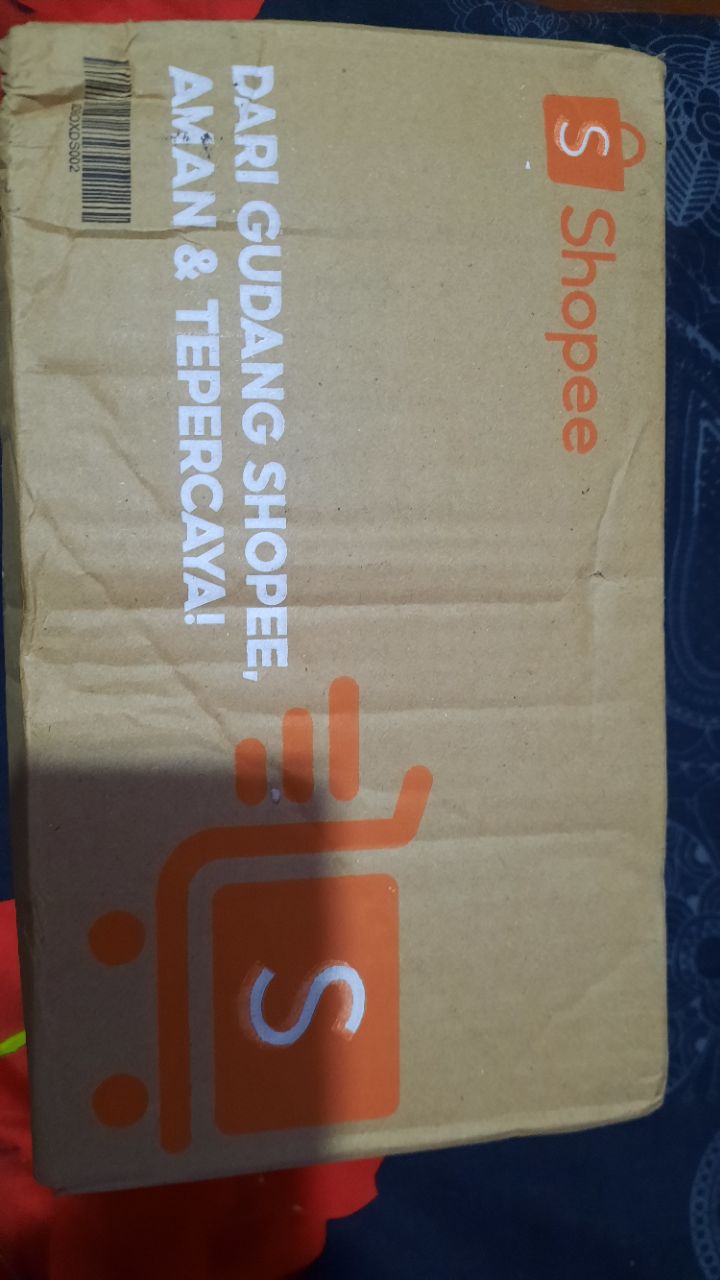 Shopee
DARI GUDANG SHOPEE,
AMAN & TEPERCAYA!